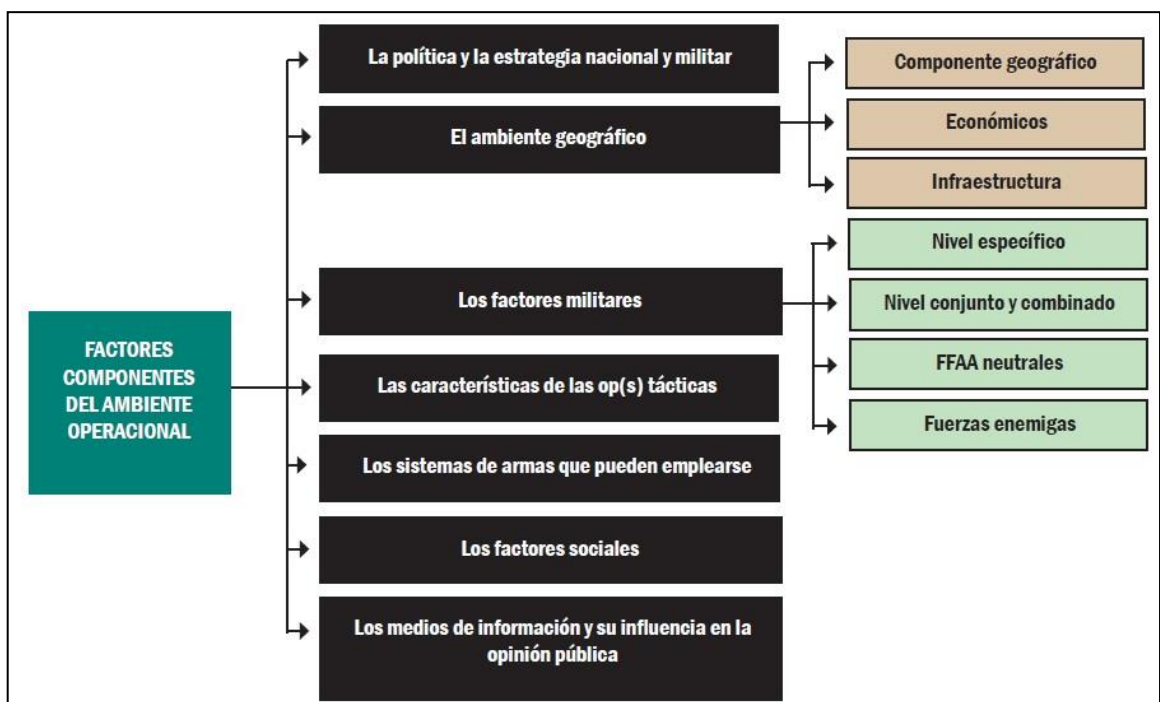 FACTORES
COMPONENTES
DEL AMBIENTE
OPERACIONAL
La política y la estrategia nacional y militar
El ambiente geográfico
Los factores militares
Las características de las op(s) tácticas
Los sistemas de armas que pueden emplearse
Los factores sociales
Los medios de información y su influencia en la
opinión pública
Componente geográfico
Económicos
Infraestructura
Nivel específico
Nivel conjunto y combinado
FFAA neutrales
Fuerzas enemigas